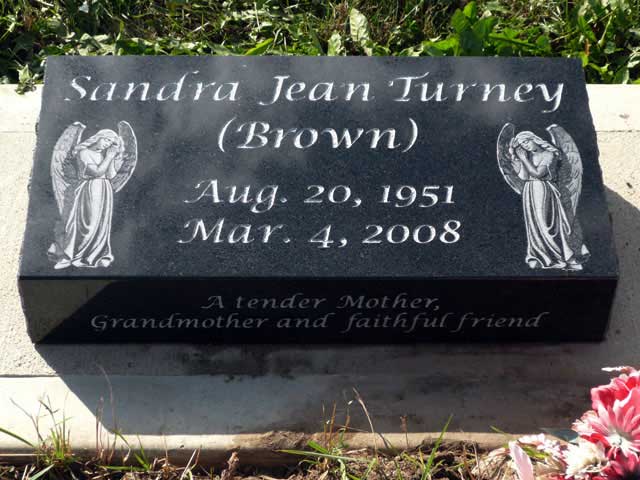 Sandra Jean Turney
(Brown)
Aug. 20, 1951
Mar. 4, 2008
A tender Mother,
Grandmother and faithful friend